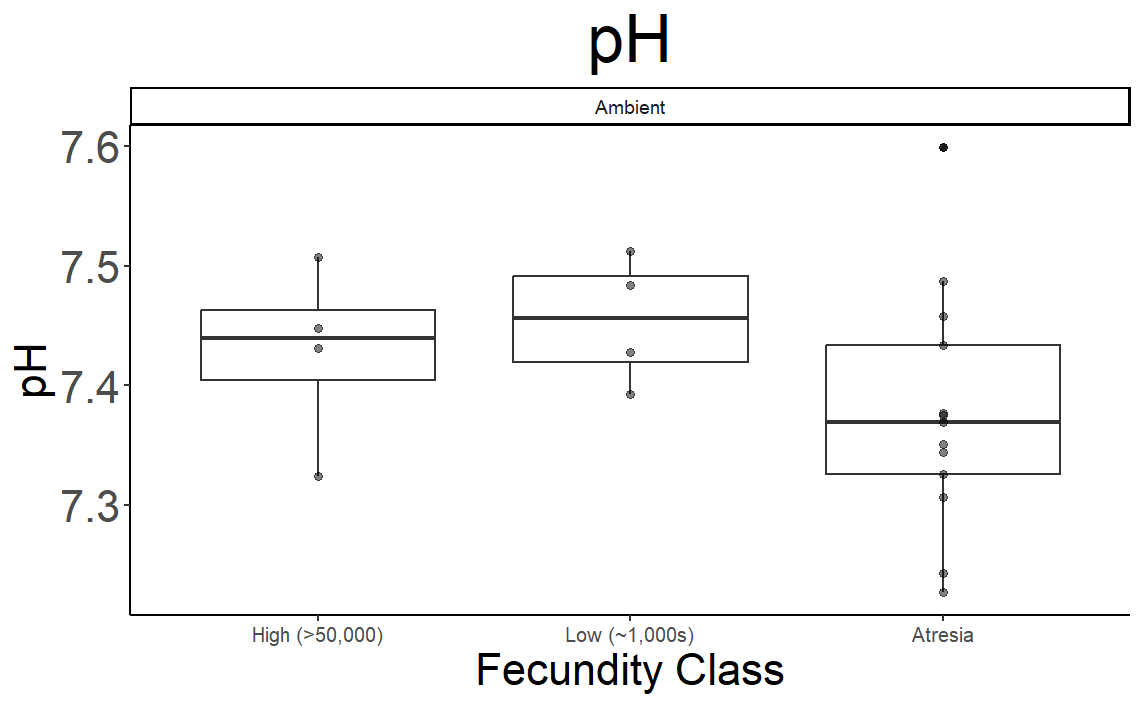 pH
Ambient
7.6
7.5
7.4
7.3
pH
High (>50,000)
Low (~1,000s)
Atresia
Fecundity Class